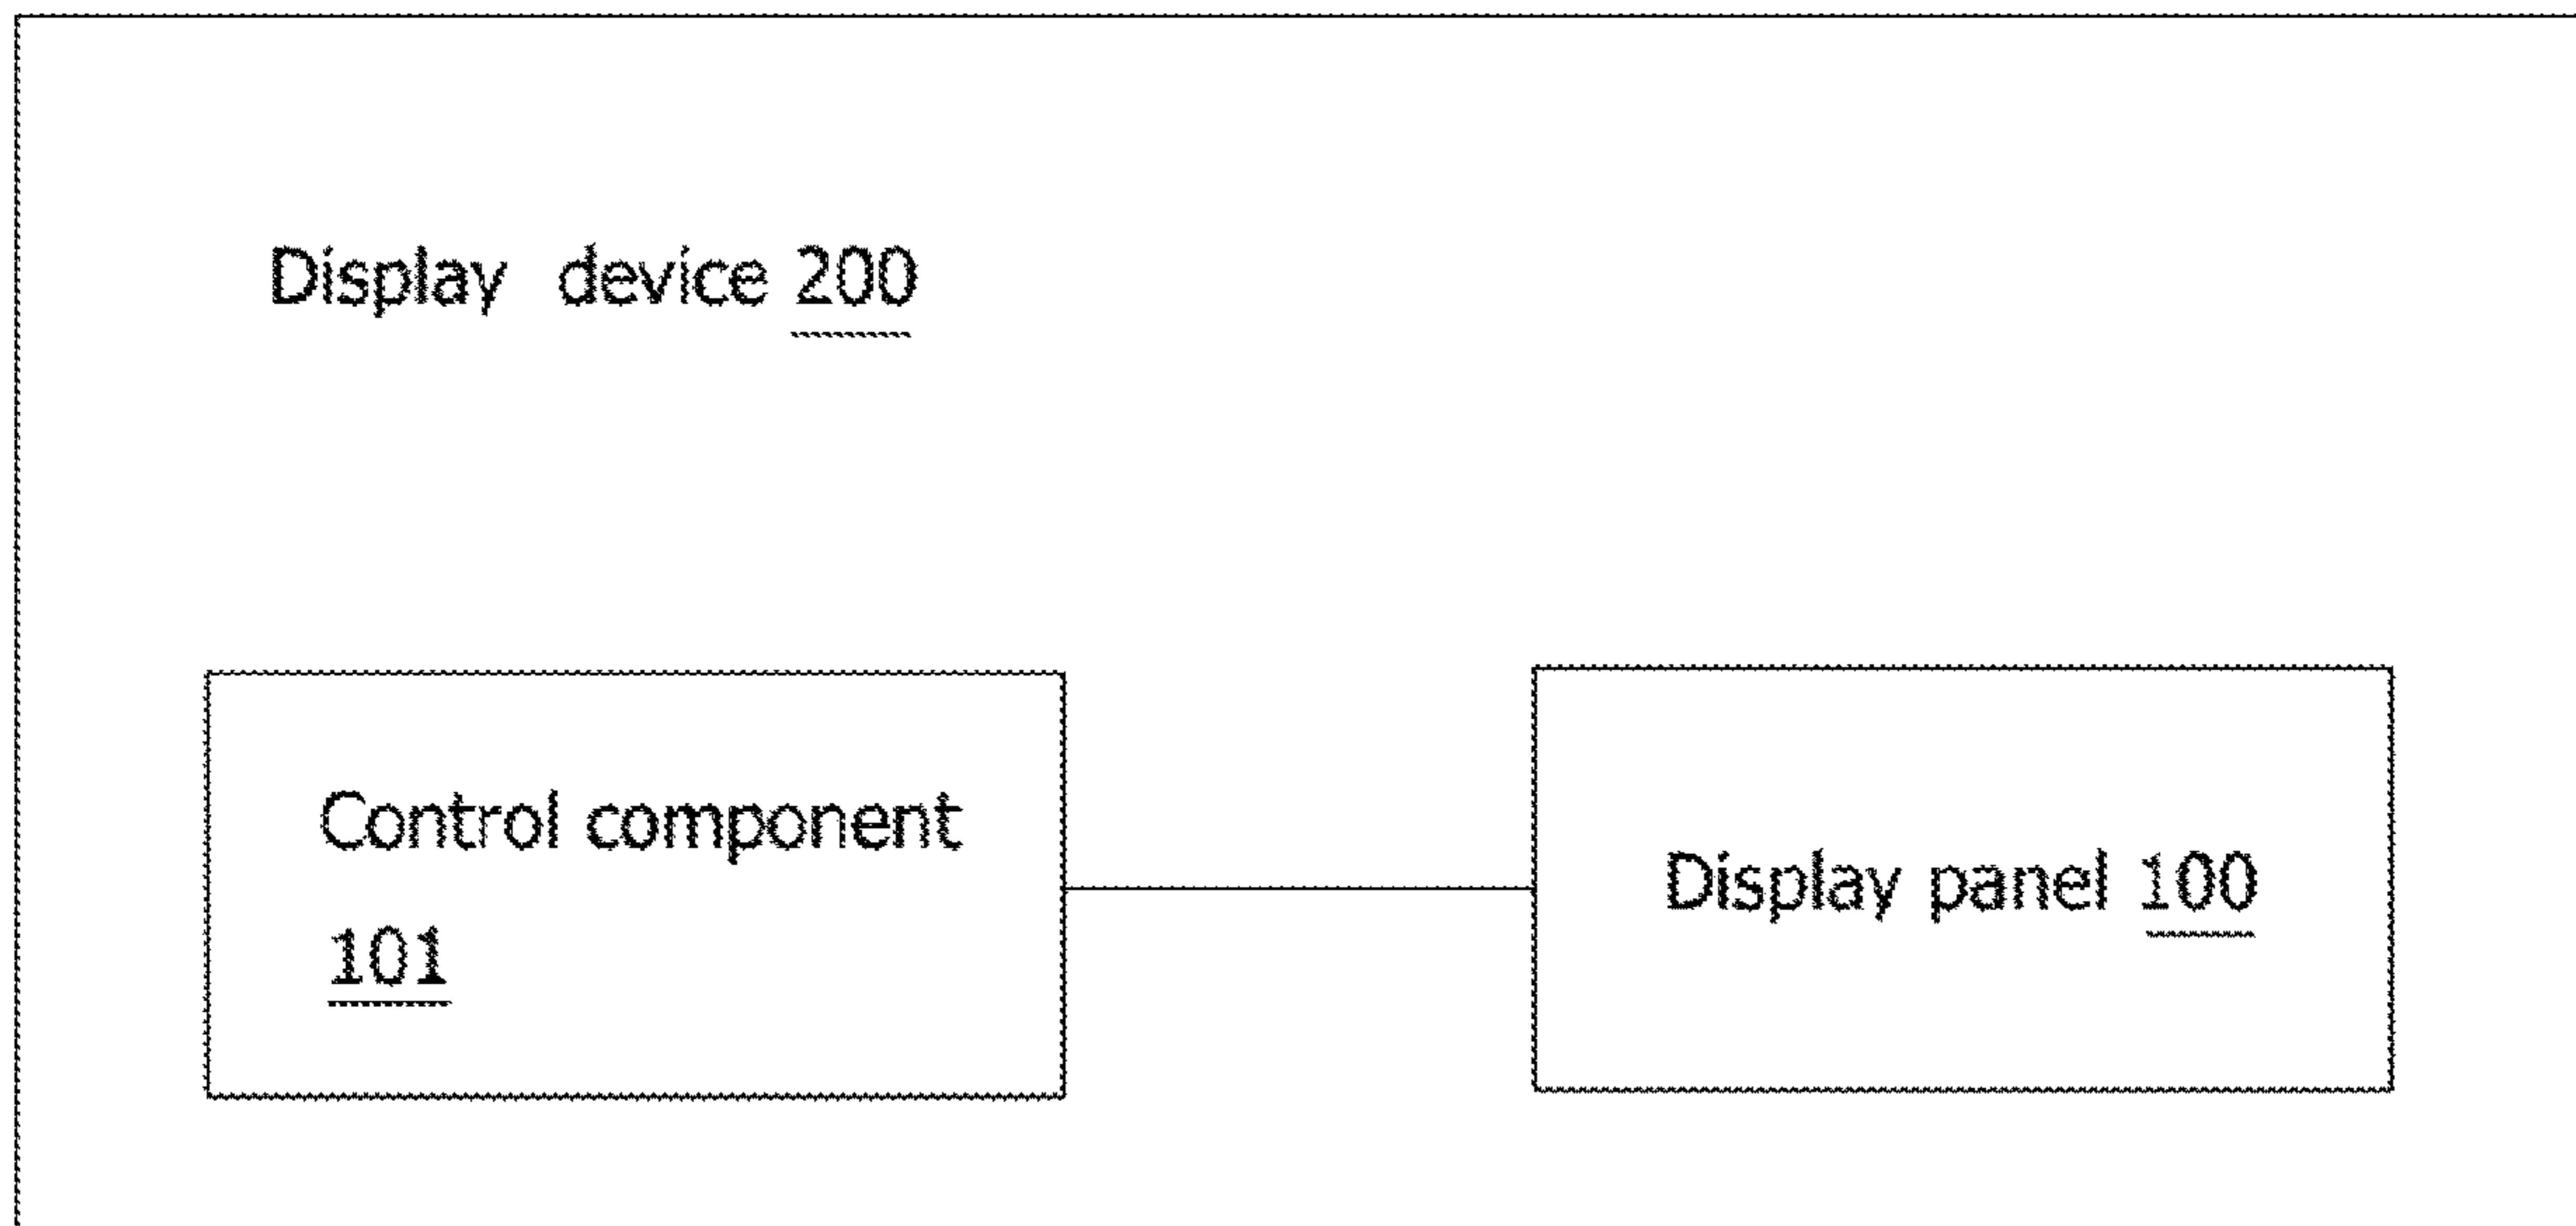 Display device 200
Control component
101
Display panel 100